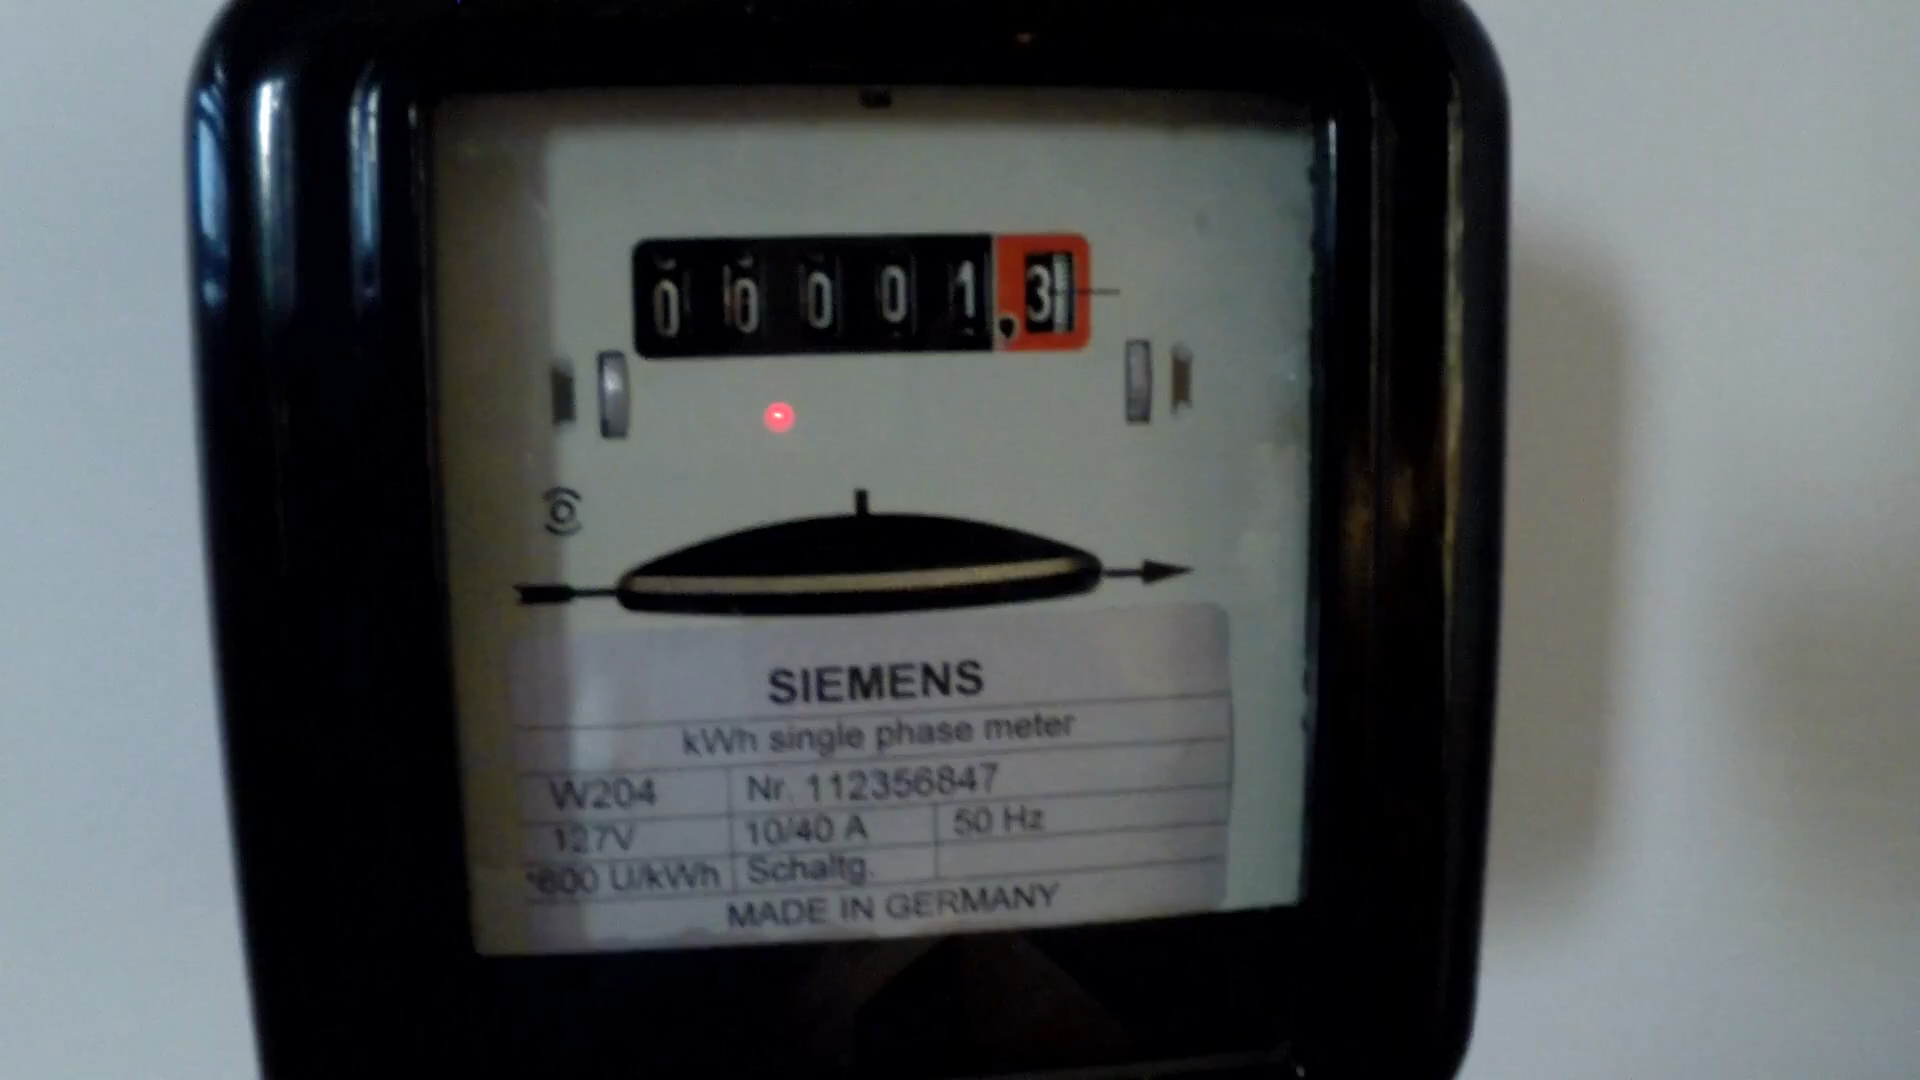 00001.3
SIEMENS
kWh single phase meter
W204 Nr. 112356847
127V 10/40 A 50 Hz
*600 U/kWh Schaltg.
MADE IN GERMANY